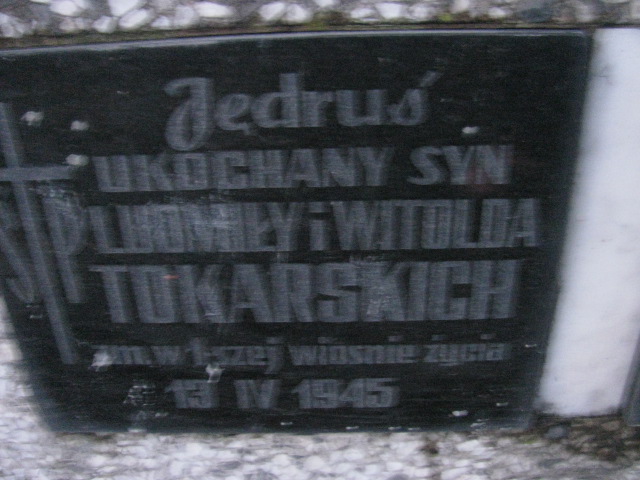 Jędruś
UKOCHANY SYN
LUDMIŁY i WITOLDA
TOKARSKICH
zm. w 1-szej wiośnie życia
13 IV 1945